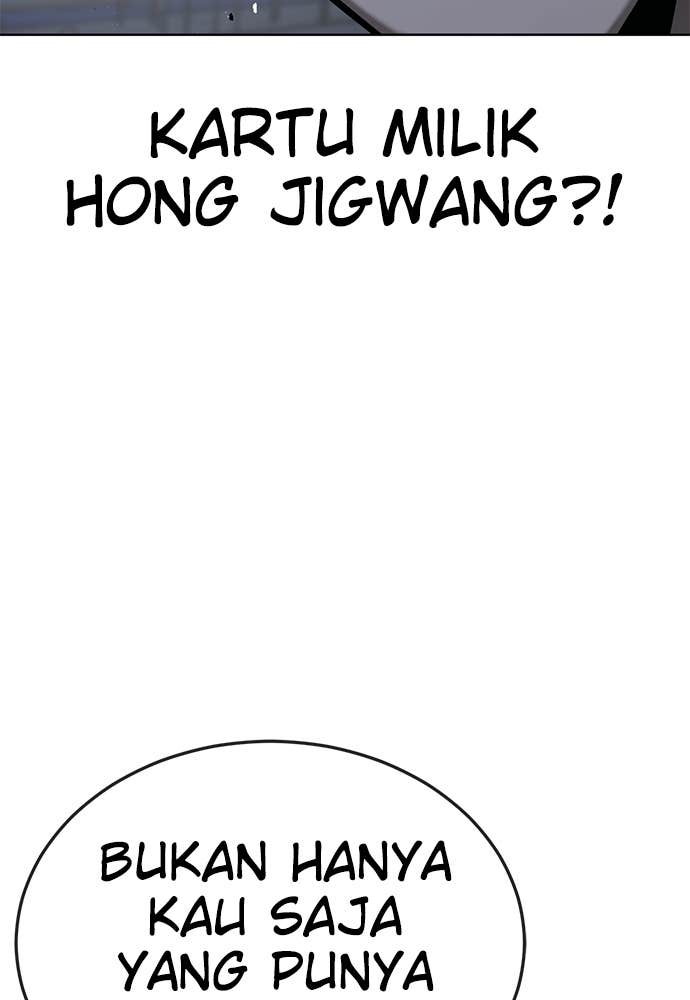 KARTU MILIK
HONG JIGWANG?!
BUKAN HANYA
KAU SAJA
YANG PUNYA